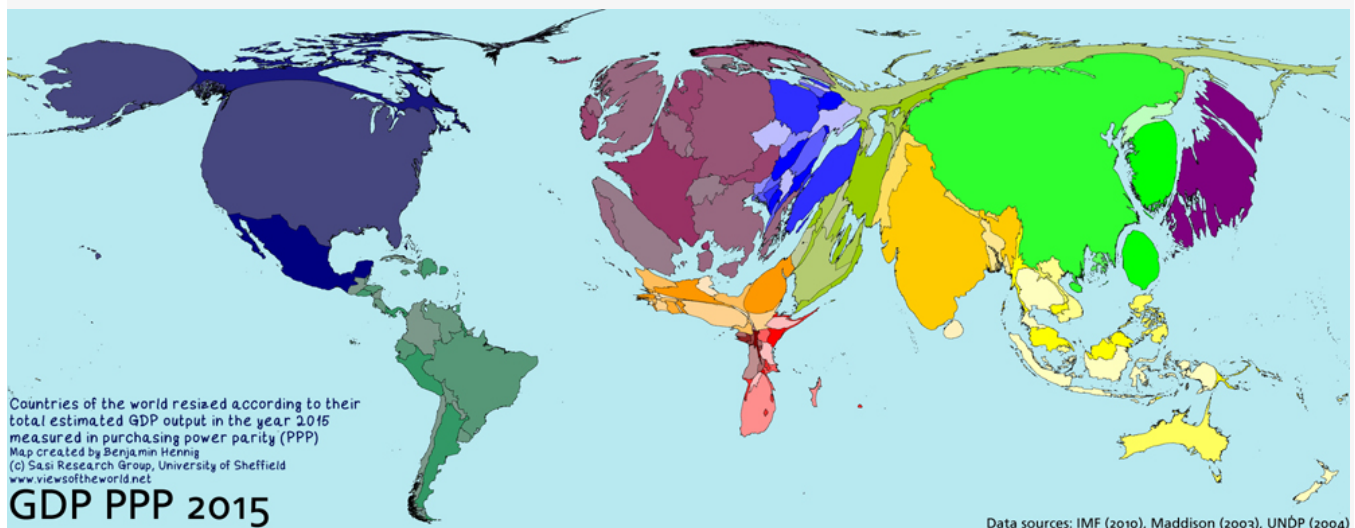 Countries of the world resized according to their
total estimated GDP output in the year 2015
measured in purchasing power parity (PPP)
Map created by Benjamin Hennig
(c) Sasi Research Group, University of Sheffield
www.viewsoftheworld.net
GDP PPP 2015
Data sources: IMF (2010), Maddison (2003), UNDP (2004)